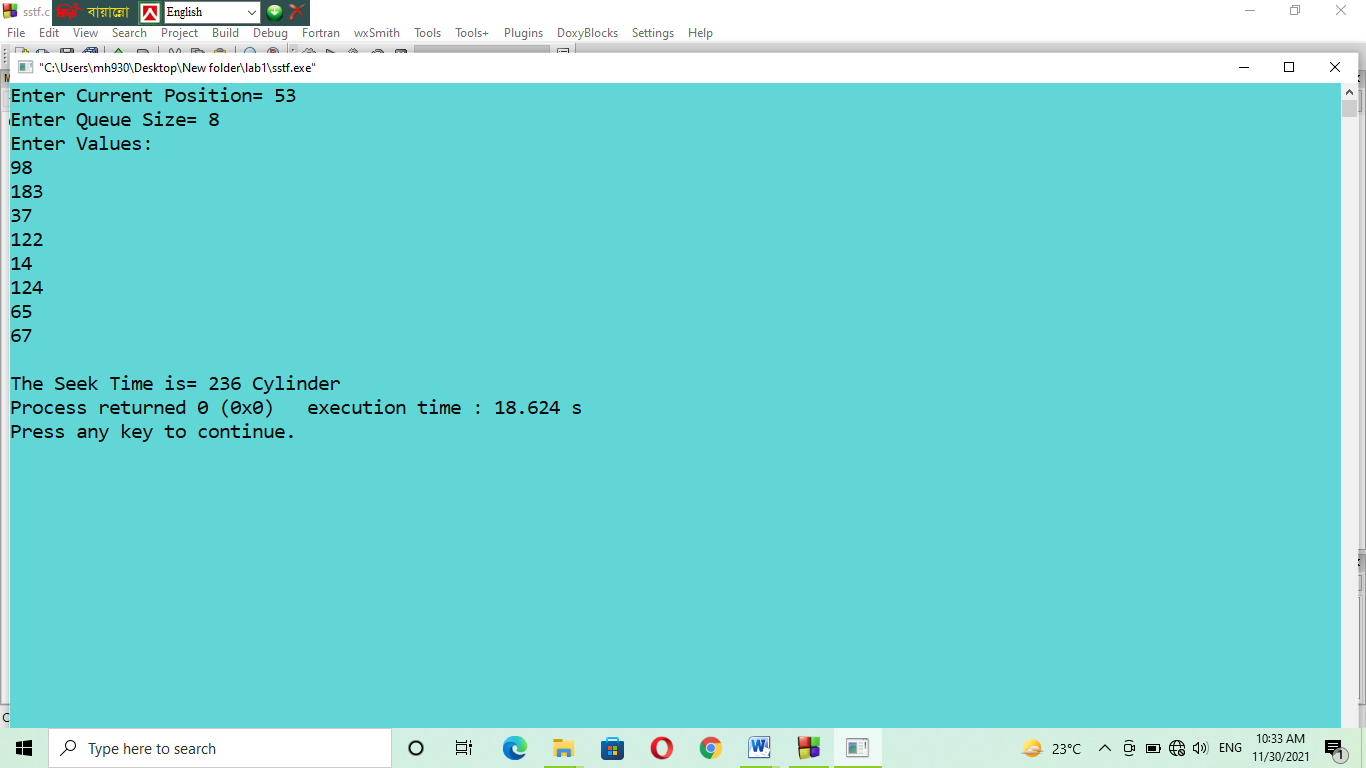 sstf.c
বায়ান্নো
English
File Edit View Search Project Build Debug Fortran wxSmith Tools Tools+ Plugins DoxyBlocks Settings Help
"C:\Users\mh930\Desktop\New folder\lab1\sstf.exe"
Enter Current Position= 53
Enter Queue Size= 8
Enter Values:
98
183
37
122
14
124
65
67
The Seek Time is= 236 Cylinder
Process returned 0 (0x0)   execution time : 18.624 s
Press any key to continue.
Type here to search
23°C
ENG
10:33 AM
11/30/2021
1